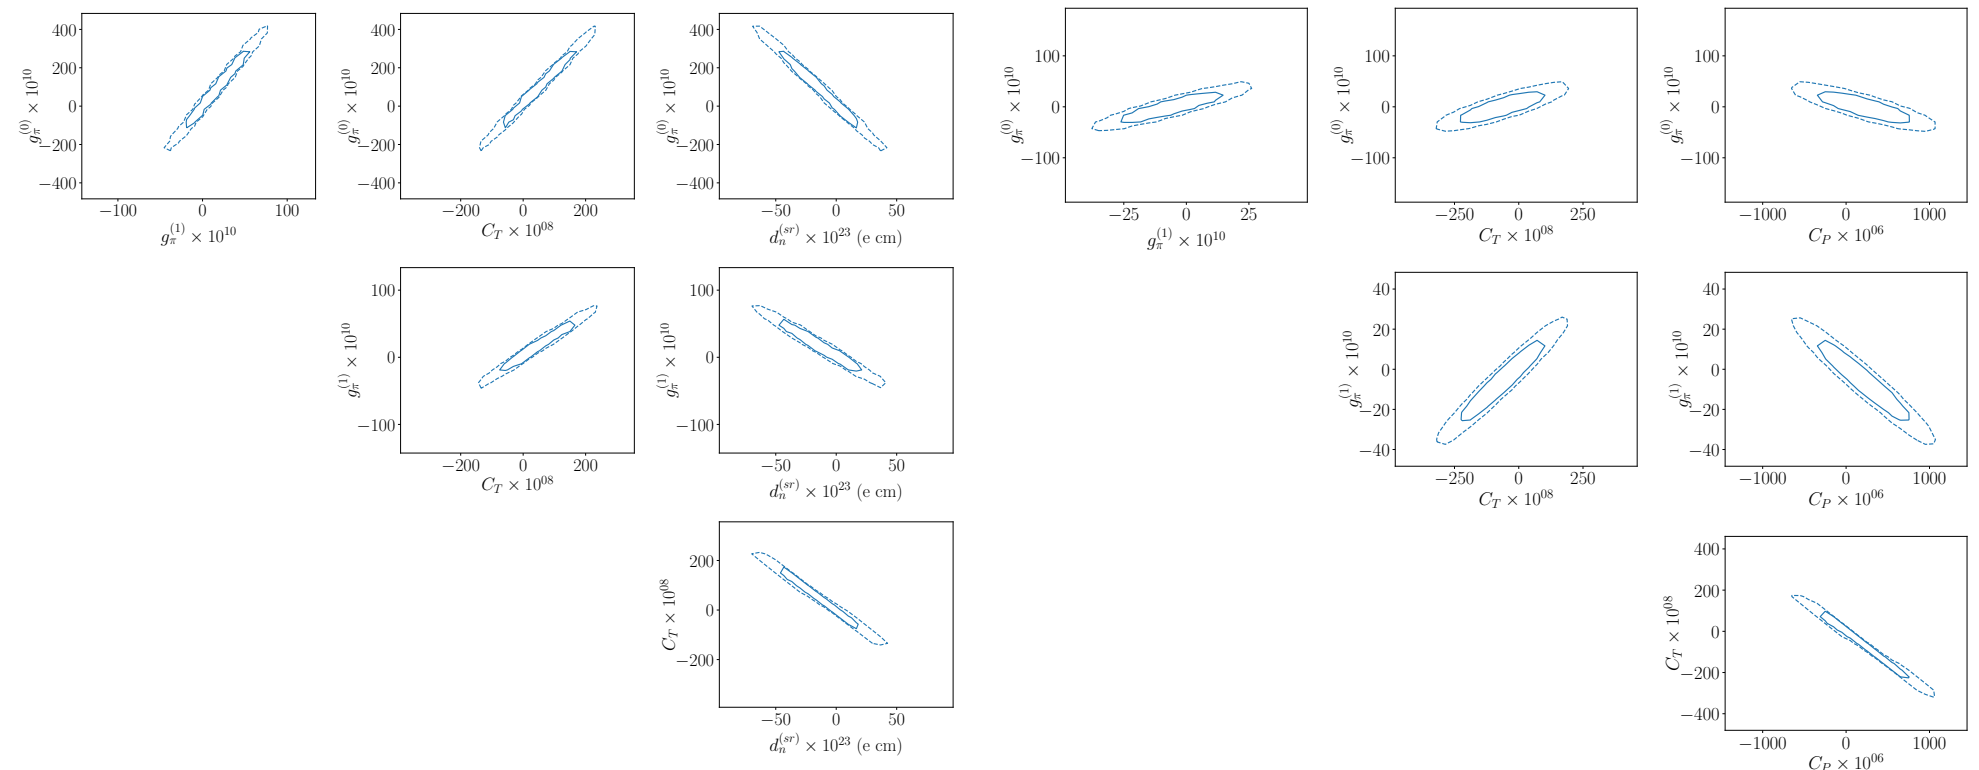 400
200
0
−200
−400
−100 0 100
g_π^(0) × 10^10
g_π^(1) × 10^10
400
200
0
−200
−400
−200 0 200
g_π^(0) × 10^10
C_T × 10^08
400
200
0
−200
−400
−50 0 50
g_π^(0) × 10^10
d_n^(sr) × 10^23 (e cm)
100
0
−100
−25 0 25
g_π^(0) × 10^10
g_π^(1) × 10^10
100
0
−100
−250 0 250
g_π^(0) × 10^10
C_T × 10^08
100
0
−100
−1000 0 1000
g_π^(0) × 10^10
C_P × 10^06
100
0
−100
−200 0 200
g_π^(1) × 10^10
C_T × 10^08
100
0
−100
−50 0 50
g_π^(1) × 10^10
d_n^(sr) × 10^23 (e cm)
40
20
0
−20
−40
−250 0 250
g_π^(1) × 10^10
C_T × 10^08
40
20
0
−20
−40
−1000 0 1000
g_π^(1) × 10^10
C_P × 10^06
200
0
−200
−50 0 50
C_T × 10^08
d_n^(sr) × 10^23 (e cm)
400
200
0
−200
−400
−1000 0 1000
C_T × 10^08
C_P × 10^06